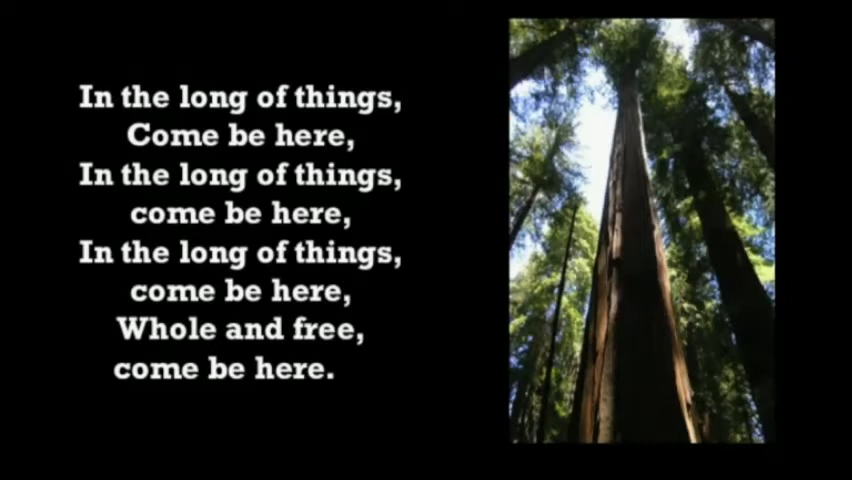 In the long of things,
Come be here,
In the long of things,
come be here,
In the long of things,
come be here,
Whole and free,
come be here.